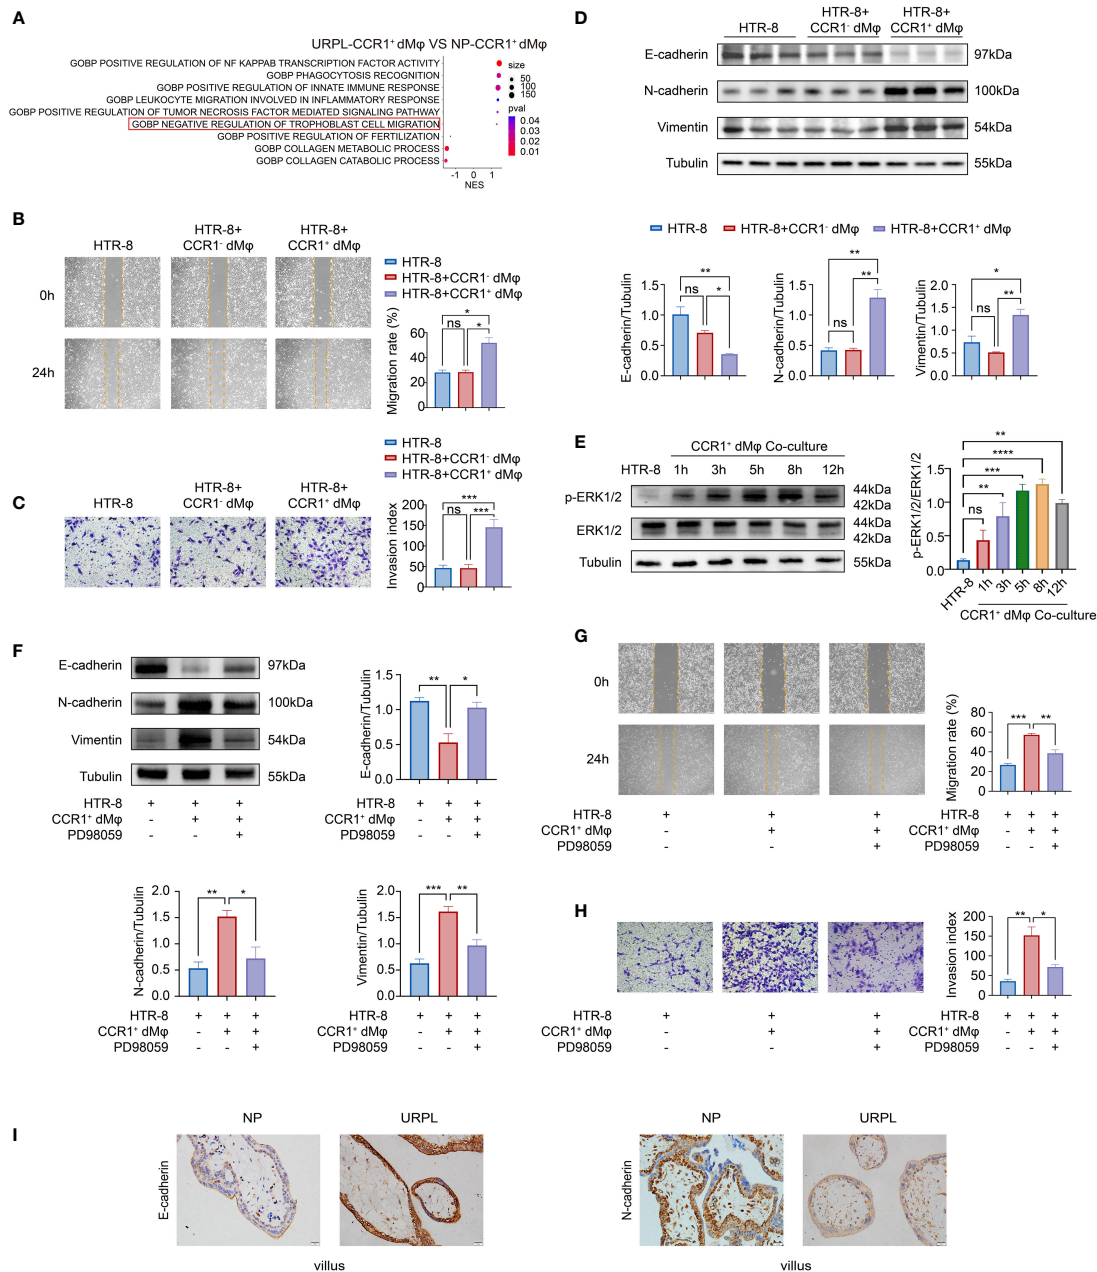 A
URPL-CCR1⁺ dMφ VS NP-CCR1⁺ dMφ
GOBP POSITIVE REGULATION OF NF KAPPAB TRANSCRIPTION FACTOR ACTIVITY
GOBP PHAGOCYTOSIS RECOGNITION
GOBP POSITIVE REGULATION OF INNATE IMMUNE RESPONSE
GOBP LEUKOCYTE MIGRATION INVOLVED IN INFLAMMATORY RESPONSE
GOBP POSITIVE REGULATION OF TUMOR NECROSIS FACTOR MEDIATED SIGNALING PATHWAY
GOBP NEGATIVE REGULATION OF TROPHOBLAST CELL MIGRATION
GOBP POSITIVE REGULATION OF FERTILIZATION
GOBP COLLAGEN METABOLIC PROCESS
GOBP COLLAGEN CATABOLIC PROCESS
-1 0 1
NES
size
50
100
150
pval
0.04
0.03
0.02
0.01
B
HTR-8
HTR-8+
CCR1⁻ dMφ
HTR-8+
CCR1⁺ dMφ
0h
24h
HTR-8
HTR-8+CCR1⁻ dMφ
HTR-8+CCR1⁺ dMφ
Migration rate (%)
80
60
40
20
0
ns
*
*
C
HTR-8
HTR-8+
CCR1⁻ dMφ
HTR-8+
CCR1⁺ dMφ
HTR-8
HTR-8+CCR1⁻ dMφ
HTR-8+CCR1⁺ dMφ
Invasion index
200
150
100
50
0
***
ns
***
D
HTR-8
HTR-8+
CCR1⁻ dMφ
HTR-8+
CCR1⁺ dMφ
E-cadherin
97kDa
N-cadherin
100kDa
Vimentin
54kDa
Tubulin
55kDa
HTR-8
HTR-8+CCR1⁻ dMφ
HTR-8+CCR1⁺ dMφ
E-cadherin/Tubulin
1.5
1.0
0.5
0.0
**
ns
*
N-cadherin/Tubulin
1.5
1.0
0.5
0.0
**
**
ns
Vimentin/Tubulin
2.0
1.5
1.0
0.5
0.0
*
**
ns
E
CCR1⁺ dMφ Co-culture
HTR-8 1h 3h 5h 8h 12h
p-ERK1/2
44kDa
42kDa
ERK1/2
44kDa
42kDa
Tubulin
55kDa
p-ERK1/2/ERK1/2
1.5
1.0
0.5
0.0
**
****
***
**
ns
HTR-8 1h 3h 5h 8h 12h
CCR1⁺ dMφ Co-culture
F
E-cadherin
97kDa
N-cadherin
100kDa
Vimentin
54kDa
Tubulin
55kDa
HTR-8 + + +
CCR1⁺ dMφ - + +
PD98059 - - +
E-cadherin/Tubulin
1.5
1.0
0.5
0.0
** *
HTR-8 + + +
CCR1⁺ dMφ - + +
PD98059 - - +
N-cadherin/Tubulin
2.0
1.5
1.0
0.5
0.0
** *
HTR-8 + + +
CCR1⁺ dMφ - + +
PD98059 - - +
Vimentin/Tubulin
2.0
1.5
1.0
0.5
0.0
*** **
HTR-8 + + +
CCR1⁺ dMφ - + +
PD98059 - - +
G
0h
24h
HTR-8 + + +
CCR1⁺ dMφ - + +
PD98059 - - +
Migration rate (%)
80
60
40
20
0
*** **
HTR-8 + + +
CCR1⁺ dMφ - + +
PD98059 - - +
H
HTR-8 + + +
CCR1⁺ dMφ - + +
PD98059 - - +
Invasion index
200
150
100
50
0
** *
HTR-8 + + +
CCR1⁺ dMφ - + +
PD98059 - - +
I
NP
URPL
E-cadherin
villus
NP
URPL
N-cadherin
villus